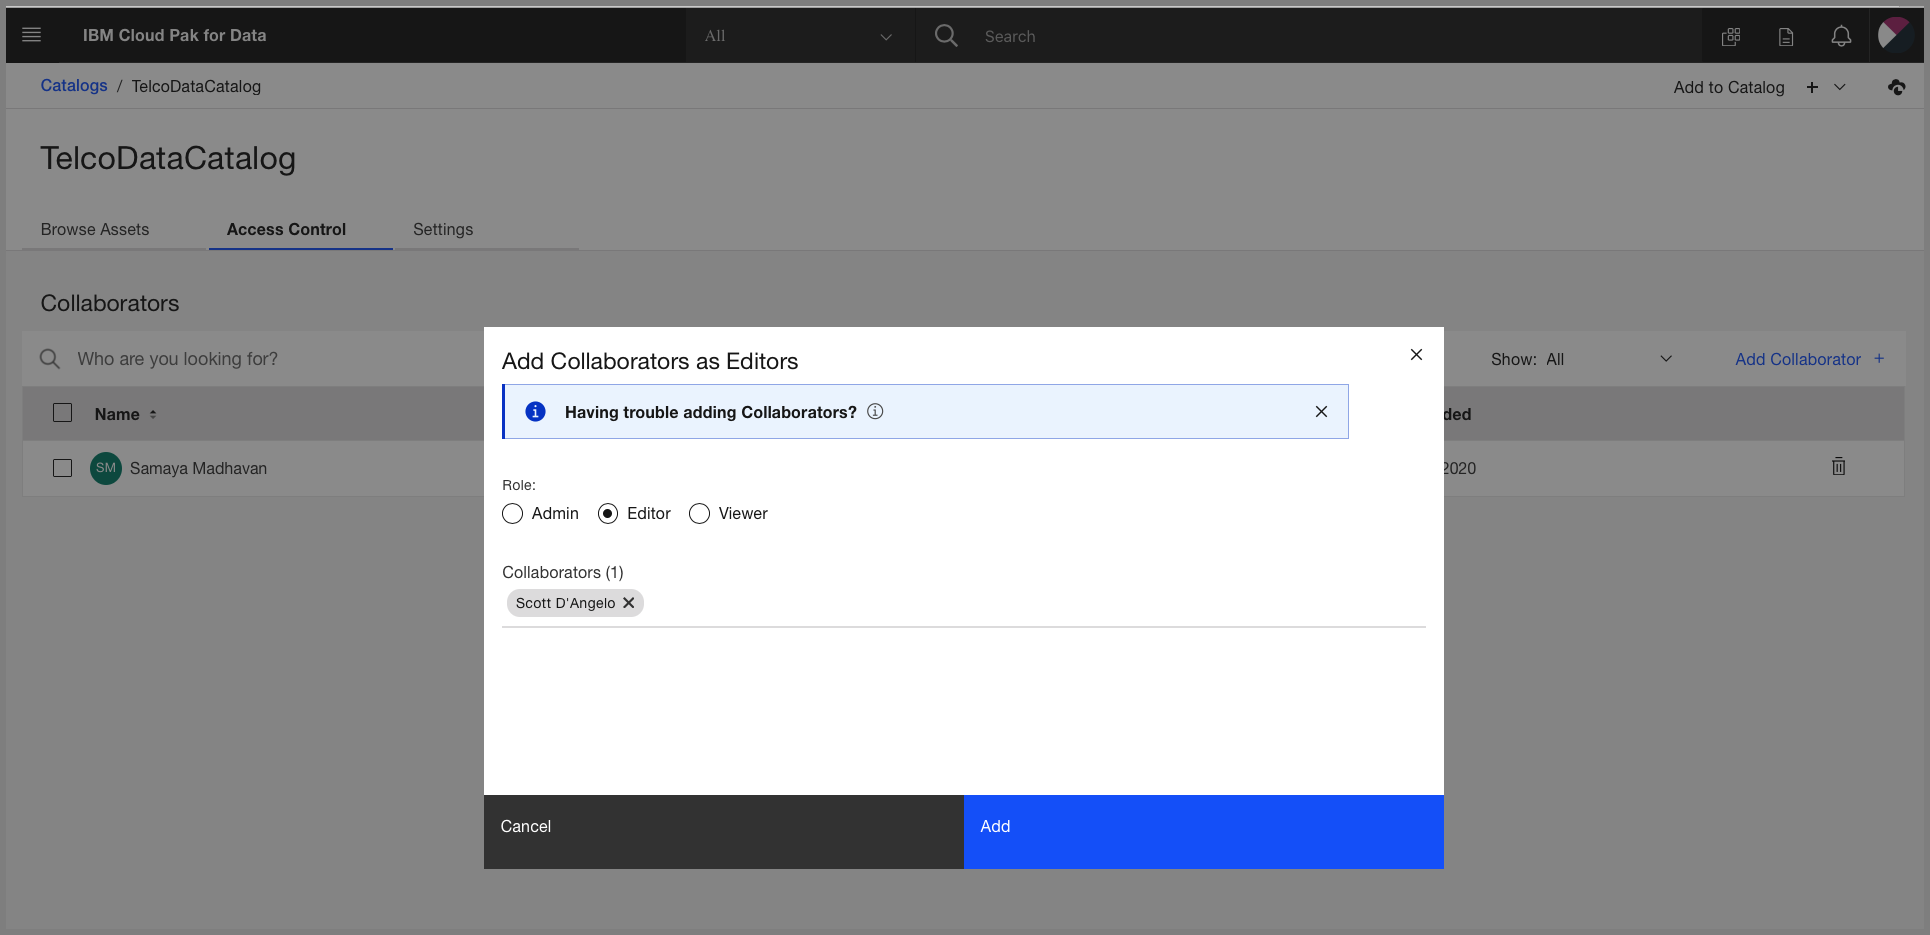 IBM Cloud Pak for Data
All
Search
Catalogs / TelcoDataCatalog
Add to Catalog +
TelcoDataCatalog
Browse Assets
Access Control
Settings
Collaborators
Who are you looking for?
Show: All
Add Collaborator +
Name
ded
SM Samaya Madhavan
2020
Add Collaborators as Editors
Having trouble adding Collaborators?
Role:
Admin
Editor
Viewer
Collaborators (1)
Scott D'Angelo
Cancel
Add